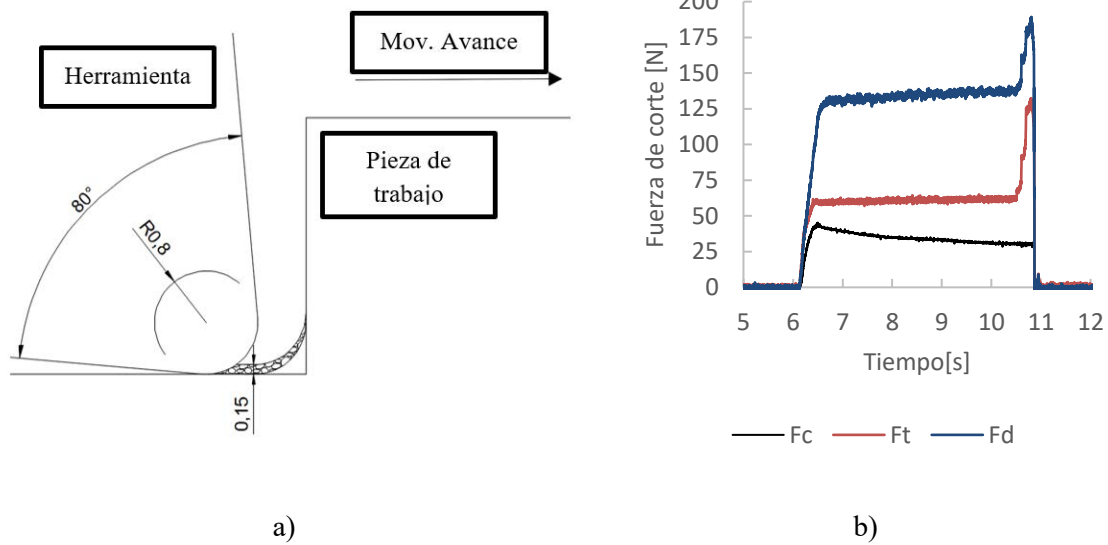 Herramienta
Mov. Avance
Pieza de
trabajo
80°
R0,8
0,15
a)
Fuerza de corte [N]
200
175
150
125
100
75
50
25
0
5 6 7 8 9 10 11 12
Tiempo[s]
Fc Ft Fd
b)